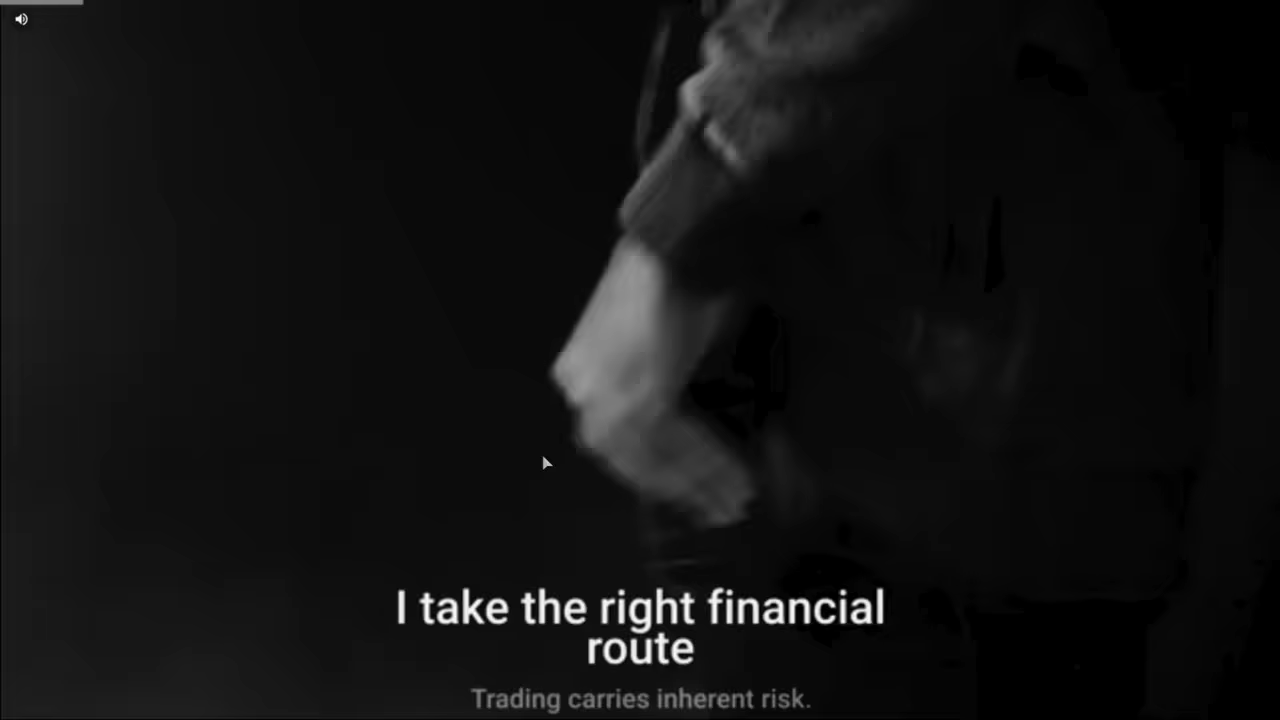 I take the right financial
route
Trading carries inherent risk.